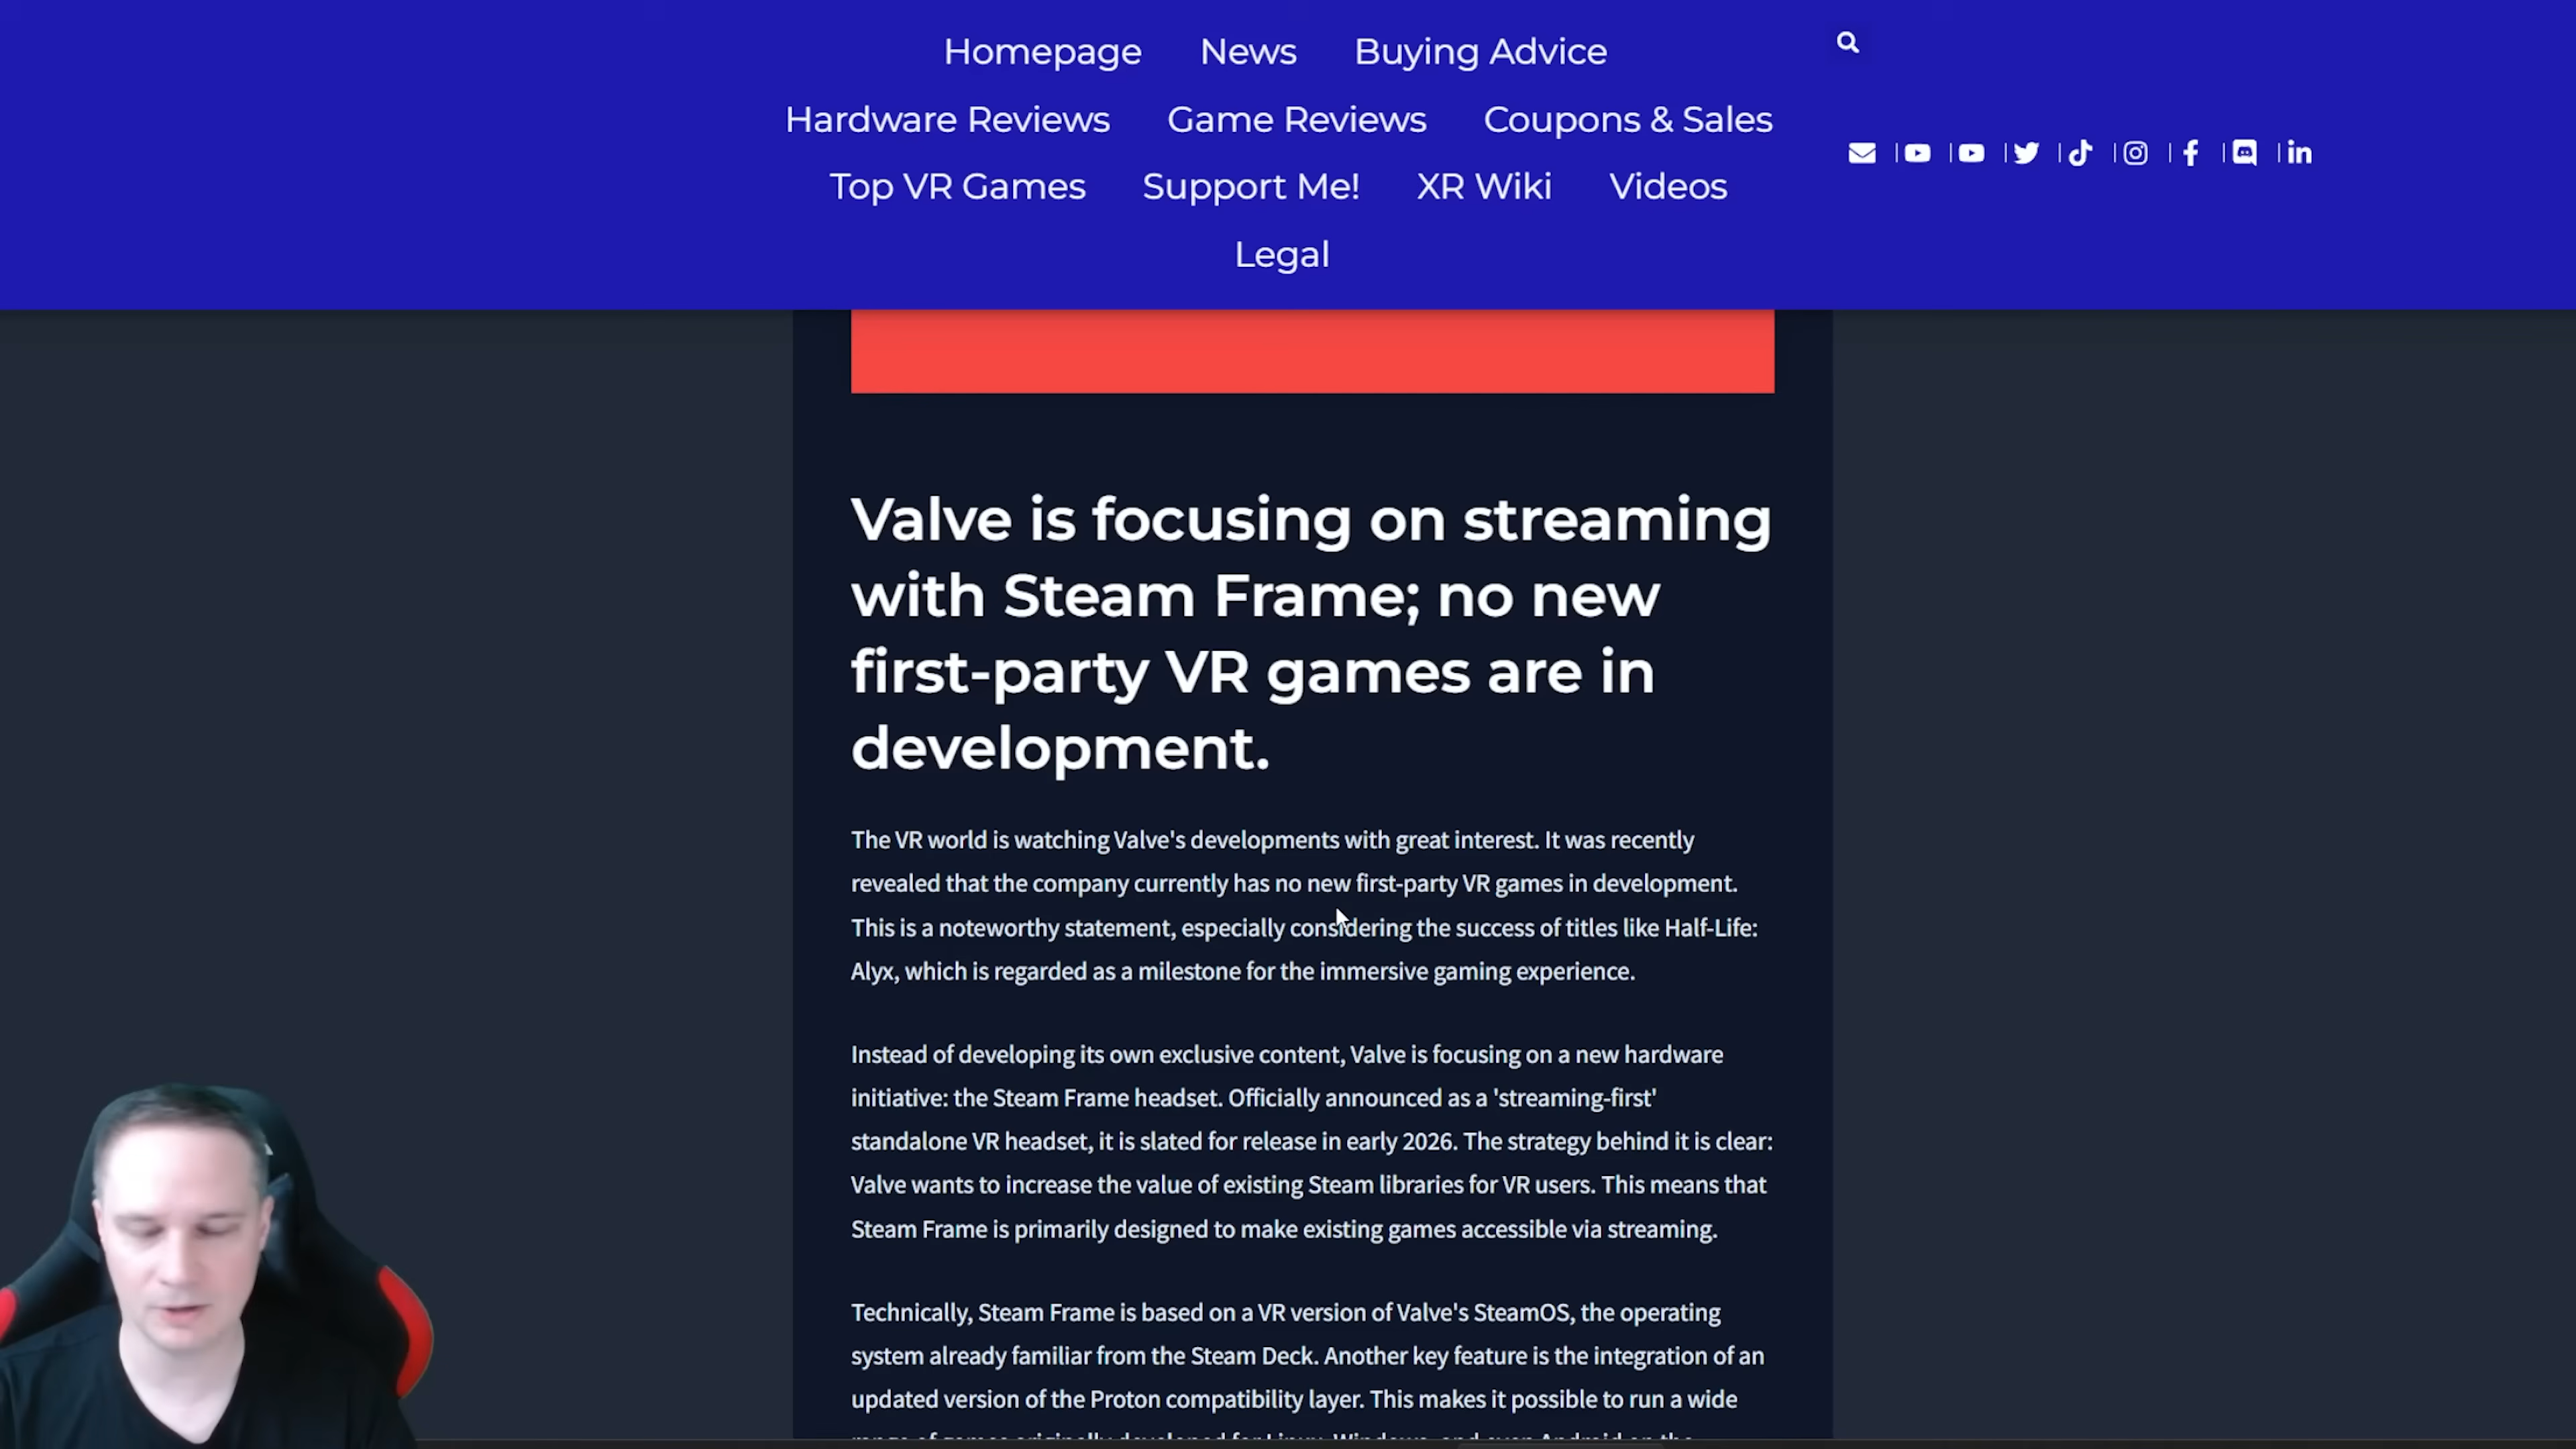 Homepage News Buying Advice
Hardware Reviews Game Reviews Coupons & Sales
Top VR Games Support Me! XR Wiki Videos
Legal
Valve is focusing on streaming
with Steam Frame; no new
first-party VR games are in
development.
The VR world is watching Valve's developments with great interest. It was recently
revealed that the company currently has no new first-party VR games in development.
This is a noteworthy statement, especially considering the success of titles like Half-Life:
Alyx, which is regarded as a milestone for the immersive gaming experience.
Instead of developing its own exclusive content, Valve is focusing on a new hardware
initiative: the Steam Frame headset. Officially announced as a 'streaming-first'
standalone VR headset, it is slated for release in early 2026. The strategy behind it is clear:
Valve wants to increase the value of existing Steam libraries for VR users. This means that
Steam Frame is primarily designed to make existing games accessible via streaming.
Technically, Steam Frame is based on a VR version of Valve's SteamOS, the operating
system already familiar from the Steam Deck. Another key feature is the integration of an
updated version of the Proton compatibility layer. This makes it possible to run a wide